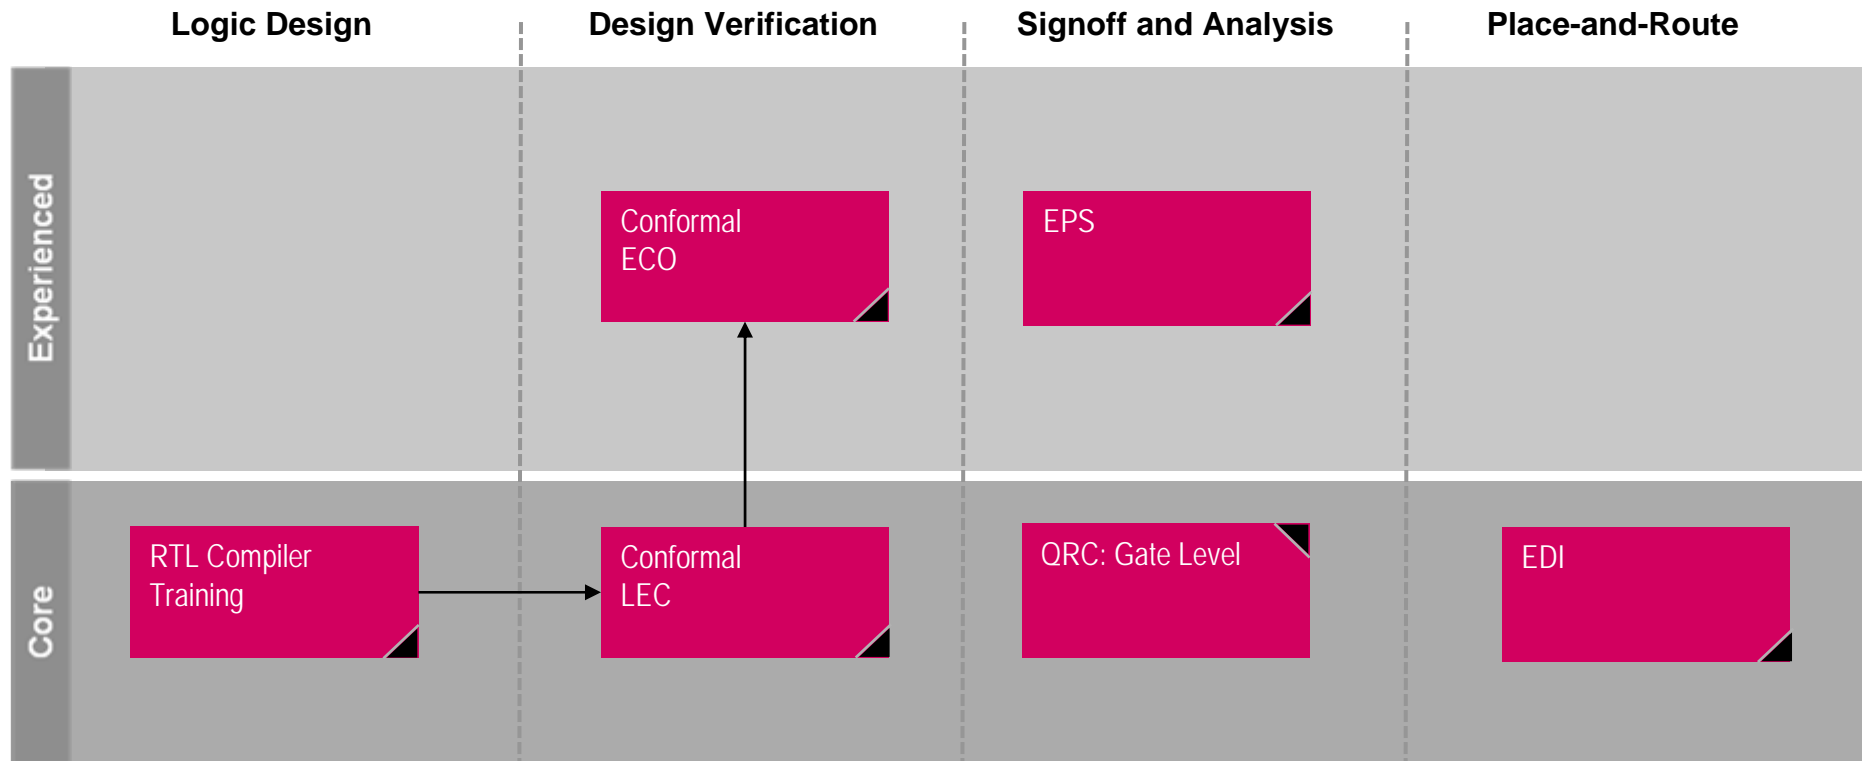 Logic Design
Design Verification
Signoff and Analysis
Place-and-Route
Experienced
Conformal
ECO
EPS
Core
RTL Compiler
Training
Conformal
LEC
QRC: Gate Level
EDI